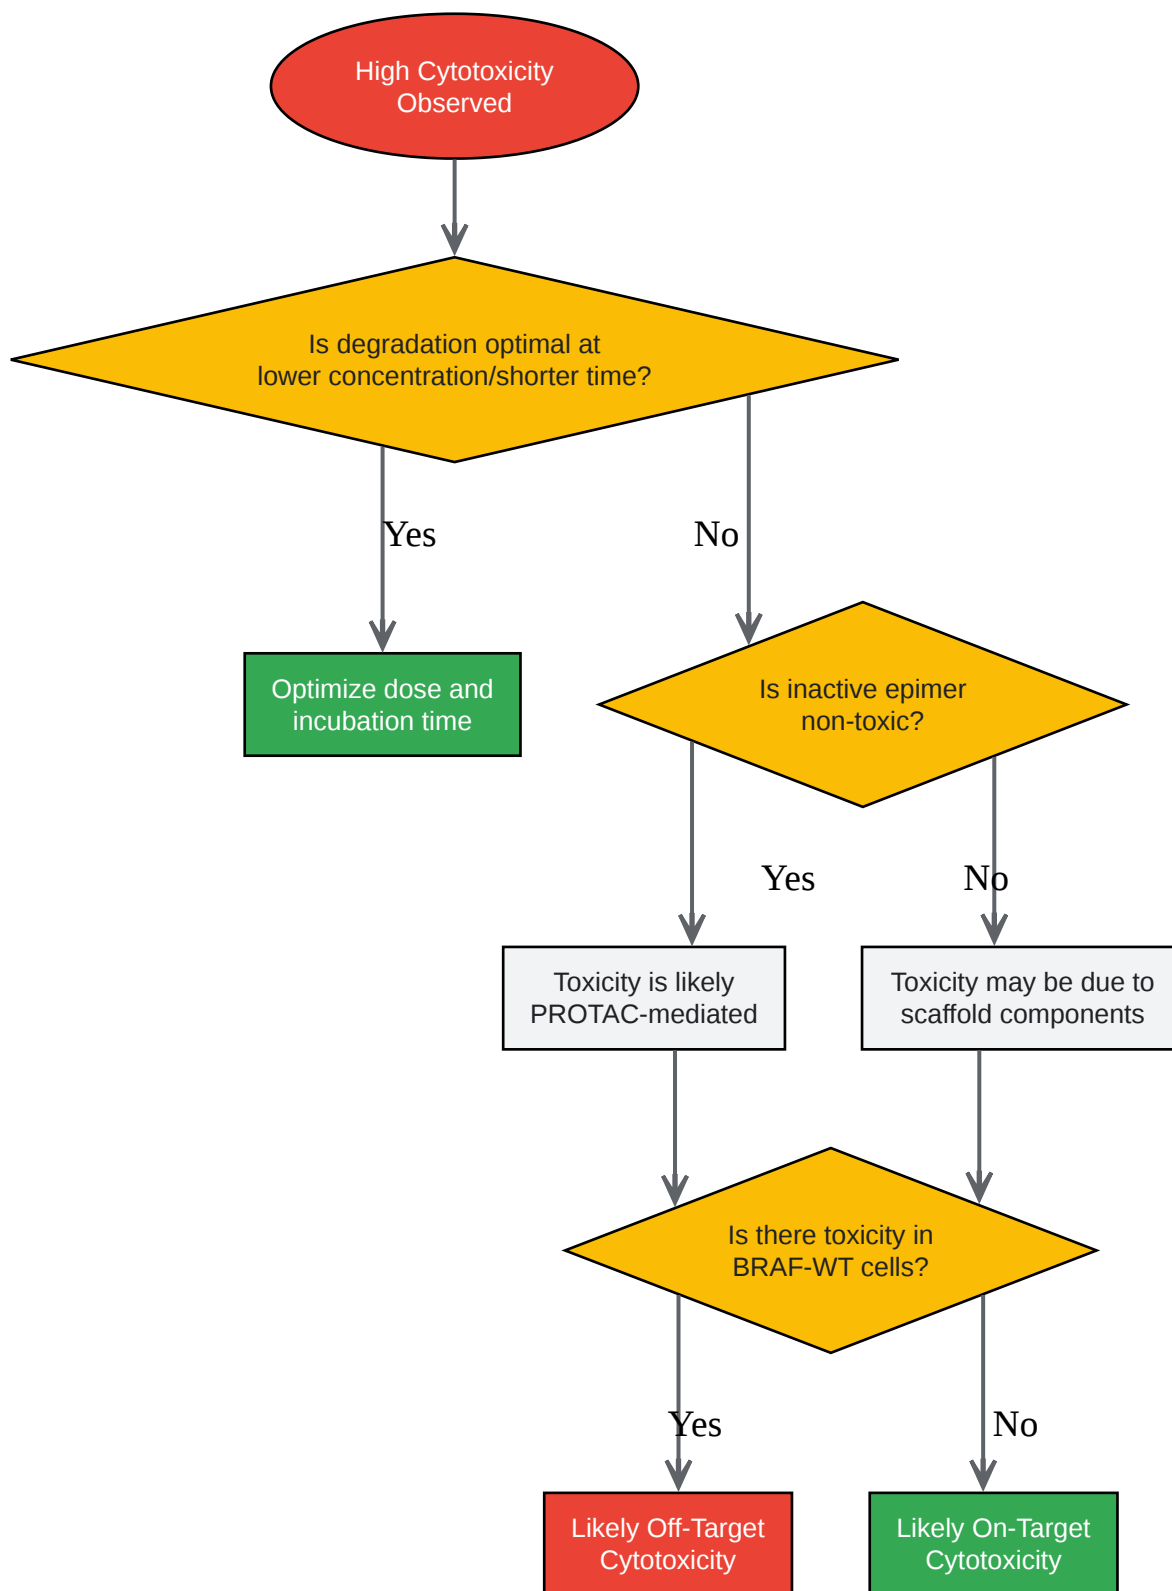 High Cytotoxicity
Observed
Is degradation optimal at
lower concentration/shorter time?
Yes
No
Optimize dose and
incubation time
Is inactive epimer
non-toxic?
Yes
No
Toxicity is likely
PROTAC-mediated
Toxicity may be due to
scaffold components
Is there toxicity in
BRAF-WT cells?
Yes
No
Likely Off-Target
Cytotoxicity
Likely On-Target
Cytotoxicity